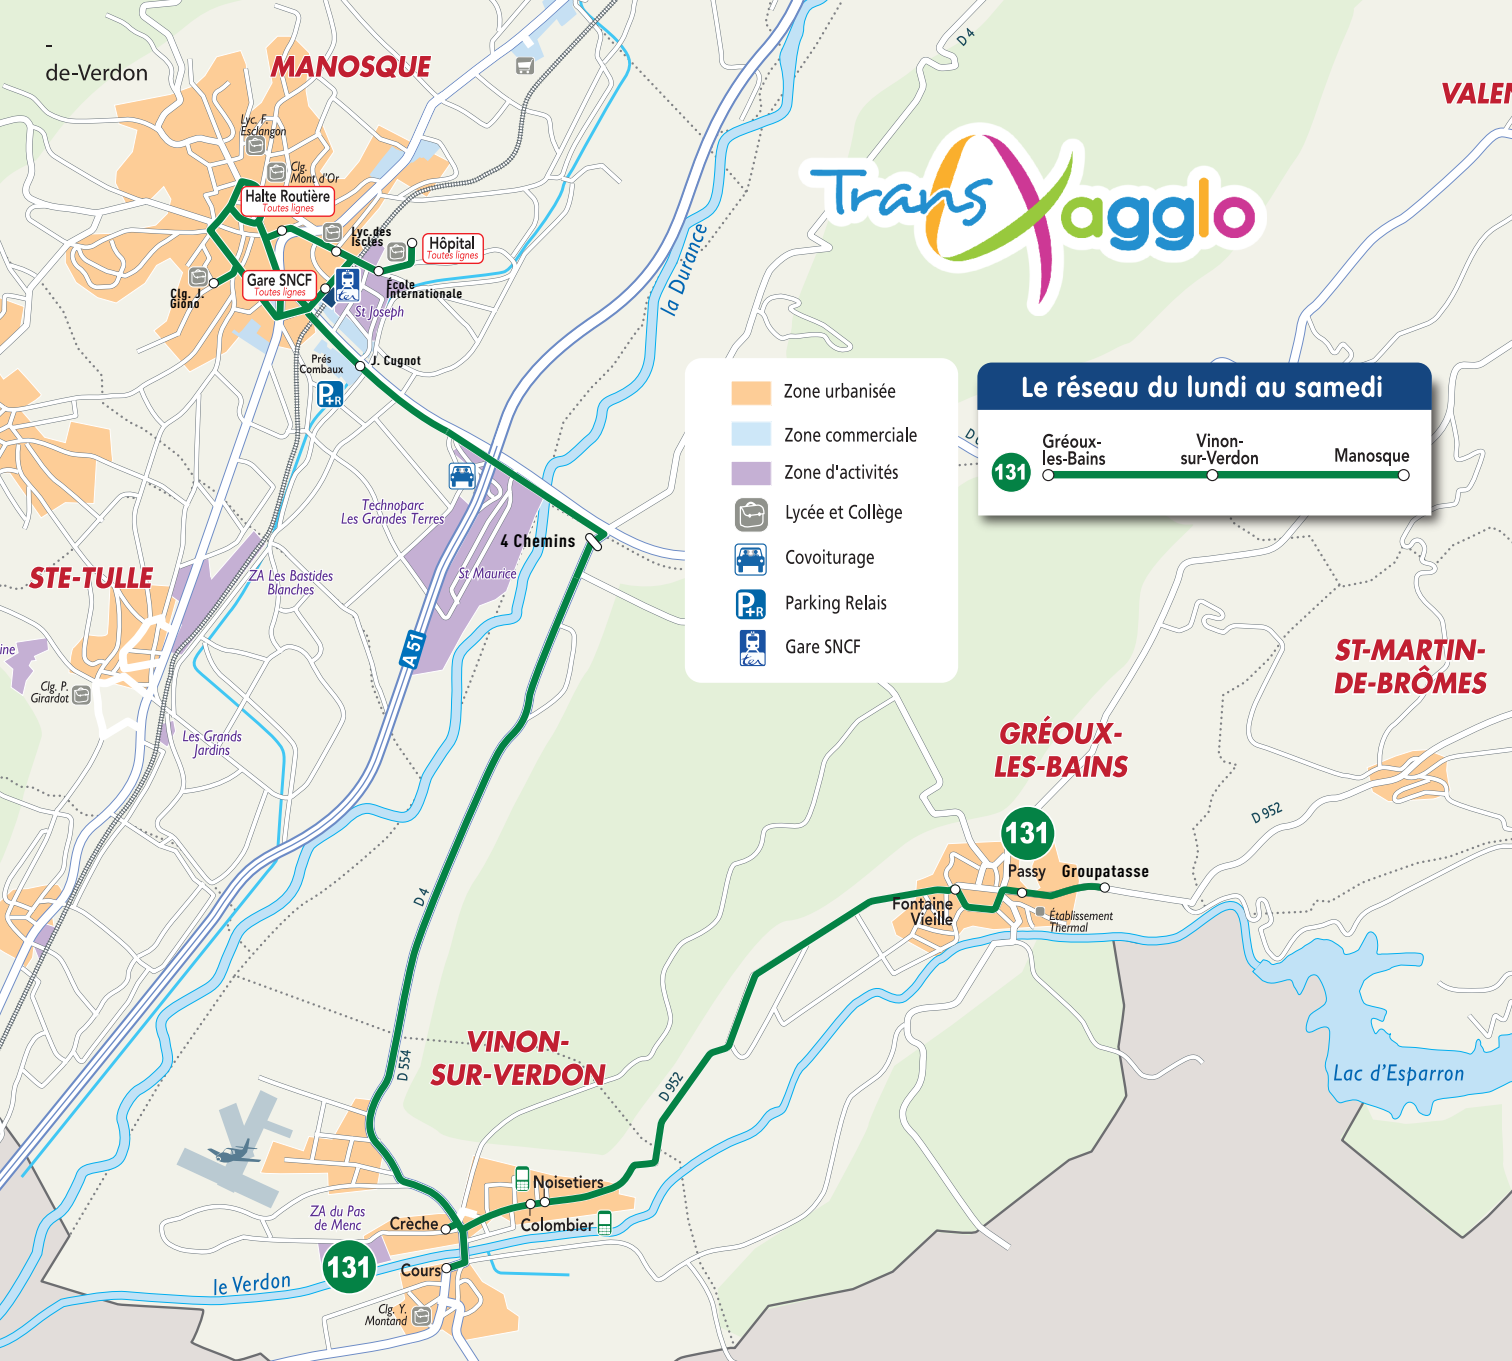 -
de-Verdon
MANOSQUE
D 4
VALEN
Lyc. F.
Esclangon
Clg.
Mont d'Or
Halte Routière
Toutes lignes
Lyc.des
Iscles
Hôpital
Toutes lignes
Gare SNCF
Toutes lignes
Clg. J.
Giono
École
Internationale
ter
St Joseph
la Durance
Trans agglo
Prés
Combaux
J. Cugnot
P+R
Zone urbanisée
Zone commerciale
Zone d'activités
Lycée et Collège
Covoiturage
P+R
Parking Relais
ter
Gare SNCF
Le réseau du lundi au samedi
131
Gréoux-
les-Bains
Vinon-
sur-Verdon
Manosque
Technoparc
Les Grandes Terres
4 Chemins
St Maurice
STE-TULLE
ZA Les Bastides
Blanches
ine
A 51
Clg. P.
Girardot
Les Grands
Jardins
ST-MARTIN-
DE-BRÔMES
GRÉOUX-
LES-BAINS
D 952
131
Passy
Groupatasse
Fontaine
Vieille
Établissement
Thermal
D 4
VINON-
SUR-VERDON
D 554
D 952
Lac d'Esparron
Noisetiers
ZA du Pas
de Menc
Crèche
Colombier
131
Cours
le Verdon
Clg. Y.
Montand